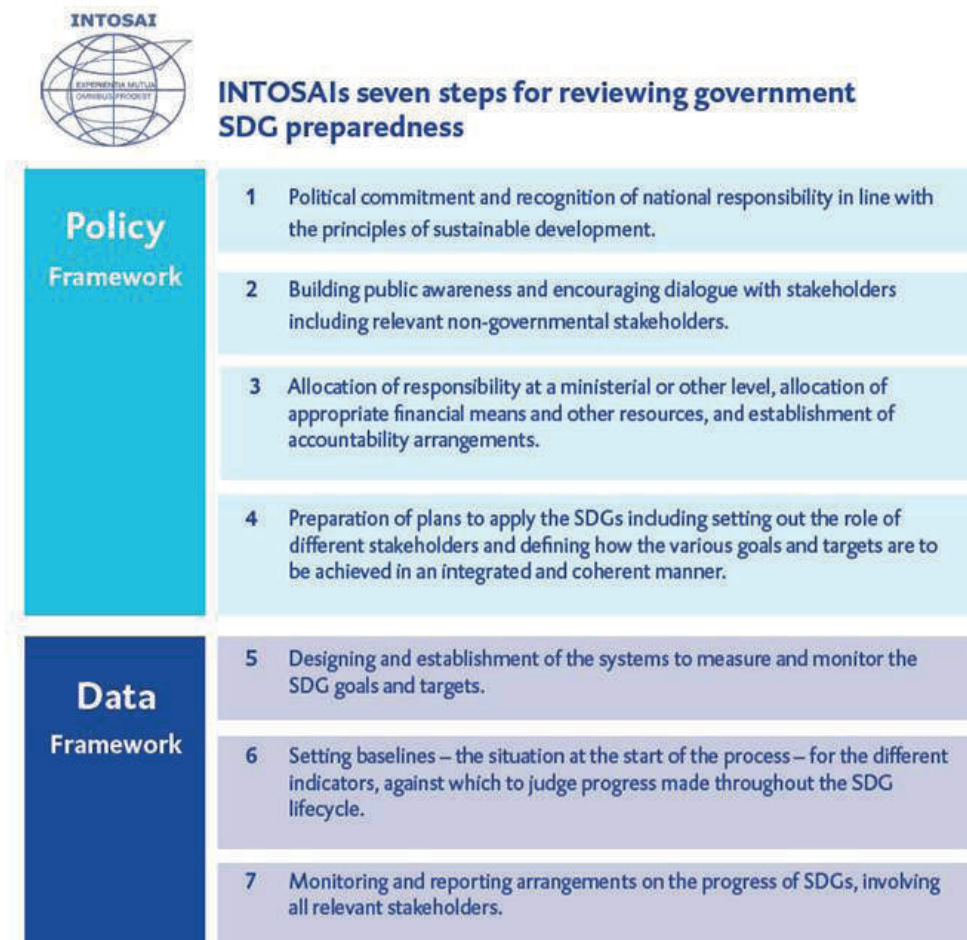 INTOSAI
EXPERIENTIA MUTUA
OMNIBUS PRODEST
INTOSAIs seven steps for reviewing government
SDG preparedness
Policy
Framework
1 Political commitment and recognition of national responsibility in line with
the principles of sustainable development.
2 Building public awareness and encouraging dialogue with stakeholders
including relevant non-governmental stakeholders.
3 Allocation of responsibility at a ministerial or other level, allocation of
appropriate financial means and other resources, and establishment of
accountability arrangements.
4 Preparation of plans to apply the SDGs including setting out the role of
different stakeholders and defining how the various goals and targets are to
be achieved in an integrated and coherent manner.
Data
Framework
5 Designing and establishment of the systems to measure and monitor the
SDG goals and targets.
6 Setting baselines – the situation at the start of the process – for the different
indicators, against which to judge progress made throughout the SDG
lifecycle.
7 Monitoring and reporting arrangements on the progress of SDGs, involving
all relevant stakeholders.